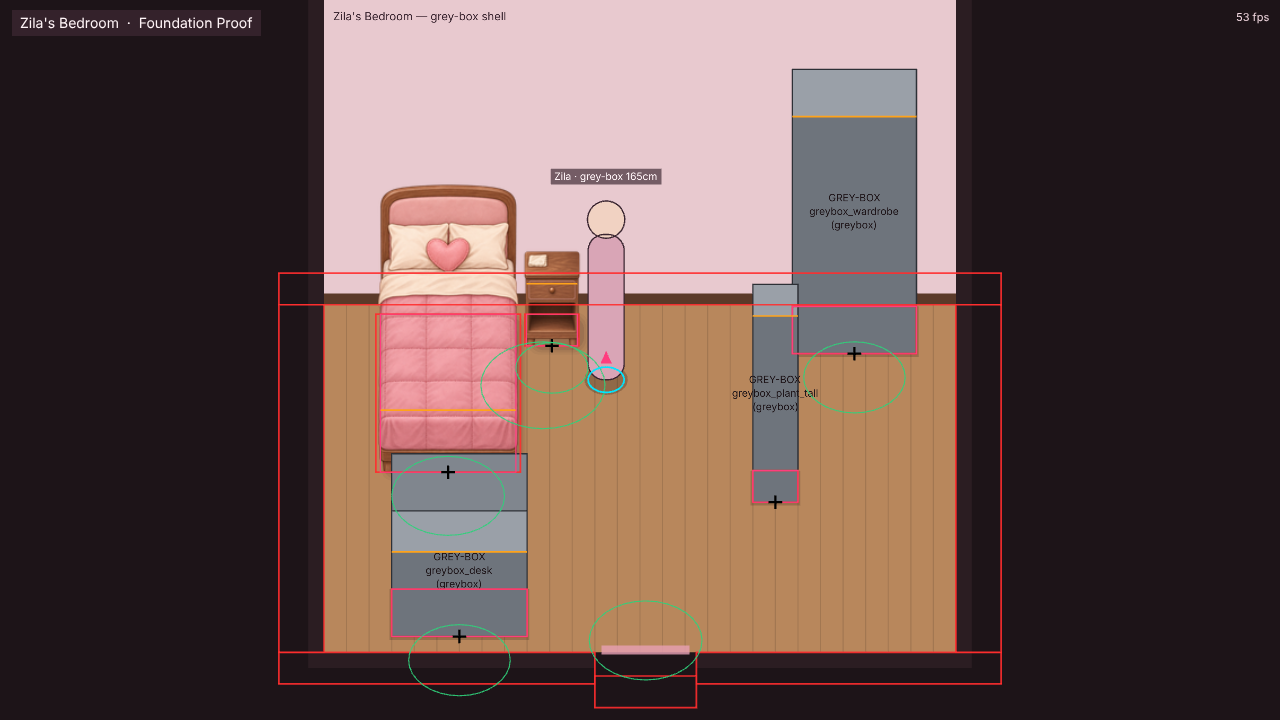 Zila's Bedroom · Foundation Proof
Zila's Bedroom — grey-box shell
53 fps
Zila · grey-box 165cm
GREY-BOX
greybox_wardrobe
(greybox)
GREY-BOX
greybox_plant_tall
(greybox)
GREY-BOX
greybox_desk
(greybox)